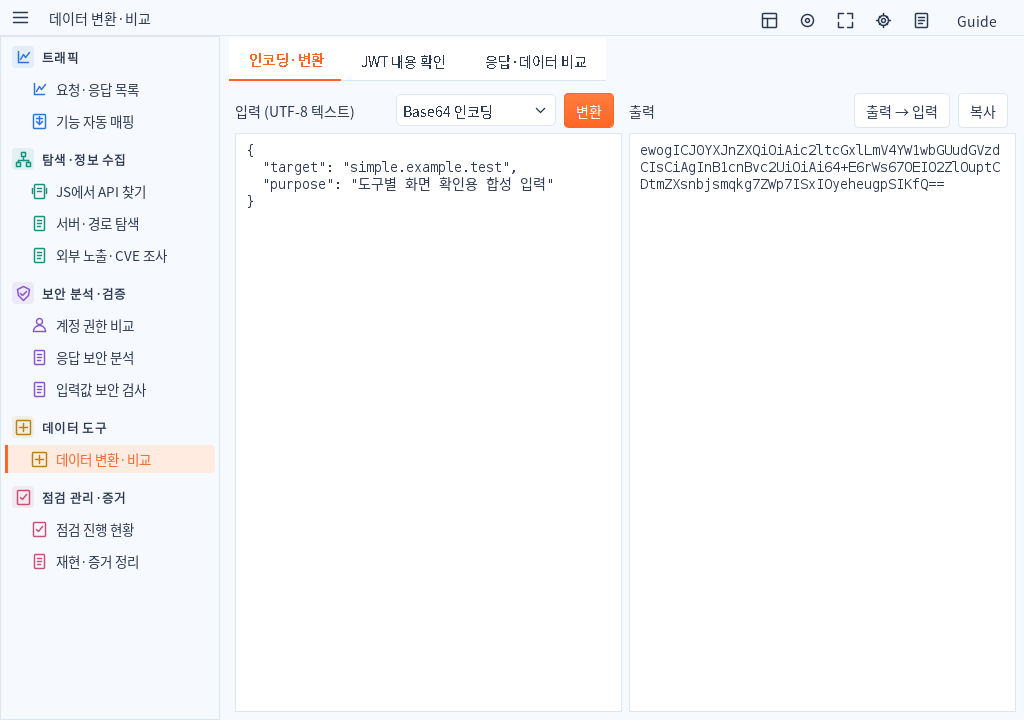 데이터 변환·비교
Guide
트래픽
요청·응답 목록
기능 자동 매핑
탐색·정보 수집
JS에서 API 찾기
서버·경로 탐색
외부 노출·CVE 조사
보안 분석·검증
계정 권한 비교
응답 보안 분석
입력값 보안 검사
데이터 도구
데이터 변환·비교
점검 관리·증거
점검 진행 현황
재현·증거 정리
인코딩·변환
JWT 내용 확인
응답·데이터 비교
입력 (UTF-8 텍스트)
Base64 인코딩
변환
출력
출력 → 입력
복사
{
"target": "simple.example.test",
"purpose": "도구별 화면 확인용 합성 입력"
}
ewogICJ0YXJnZXQiOiAic2ltcGxlLmV4YW1wbGUudGVzd
CIsCiAgInB1cnBvc2UiOiAi64+E6rWs67OEIO2ZlOuptC
DtmZXsnbjsmqkg7ZWp7ISxIOyeheugpSIKfQ==